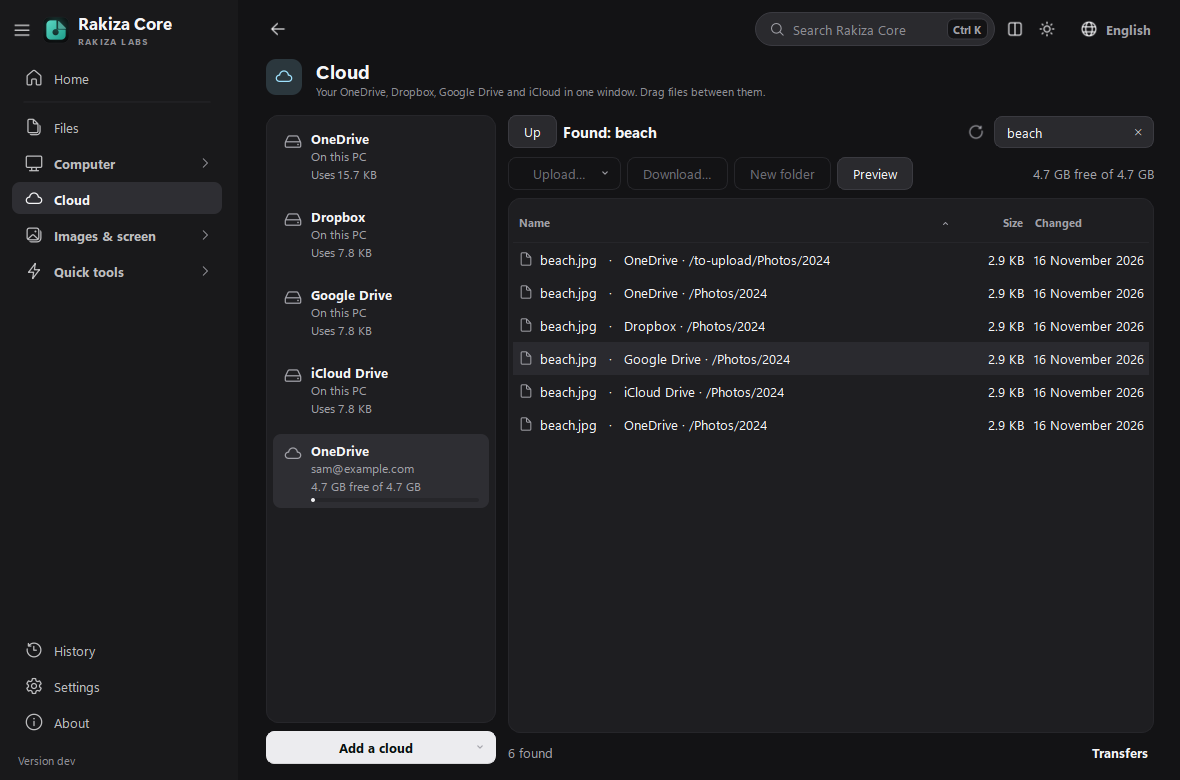 Rakiza Core
RAKIZA LABS
Home
Files
Computer
Cloud
Images & screen
Quick tools
History
Settings
About
Version dev
Search Rakiza Core
Ctrl K
English
Cloud
Your OneDrive, Dropbox, Google Drive and iCloud in one window. Drag files between them.
OneDrive
On this PC
Uses 15.7 KB
Dropbox
On this PC
Uses 7.8 KB
Google Drive
On this PC
Uses 7.8 KB
iCloud Drive
On this PC
Uses 7.8 KB
OneDrive
sam@example.com
4.7 GB free of 4.7 GB
Add a cloud
Up
Found: beach
beach
Upload...
Download...
New folder
Preview
4.7 GB free of 4.7 GB
Name Size Changed
beach.jpg · OneDrive · /to-upload/Photos/2024 2.9 KB 16 November 2026
beach.jpg · OneDrive · /Photos/2024 2.9 KB 16 November 2026
beach.jpg · Dropbox · /Photos/2024 2.9 KB 16 November 2026
beach.jpg · Google Drive · /Photos/2024 2.9 KB 16 November 2026
beach.jpg · iCloud Drive · /Photos/2024 2.9 KB 16 November 2026
beach.jpg · OneDrive · /Photos/2024 2.9 KB 16 November 2026
6 found
Transfers